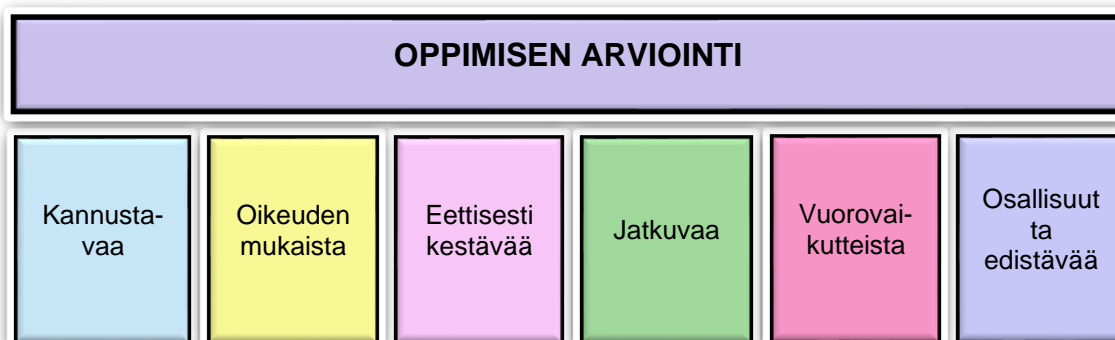 OPPIMISEN ARVIOINTI
Kannusta-
vaa
Oikeuden
mukaista
Eettisesti
kestävää
Jatkuvaa
Vuorovai-
kutteista
Osallisuut
ta
edistävää